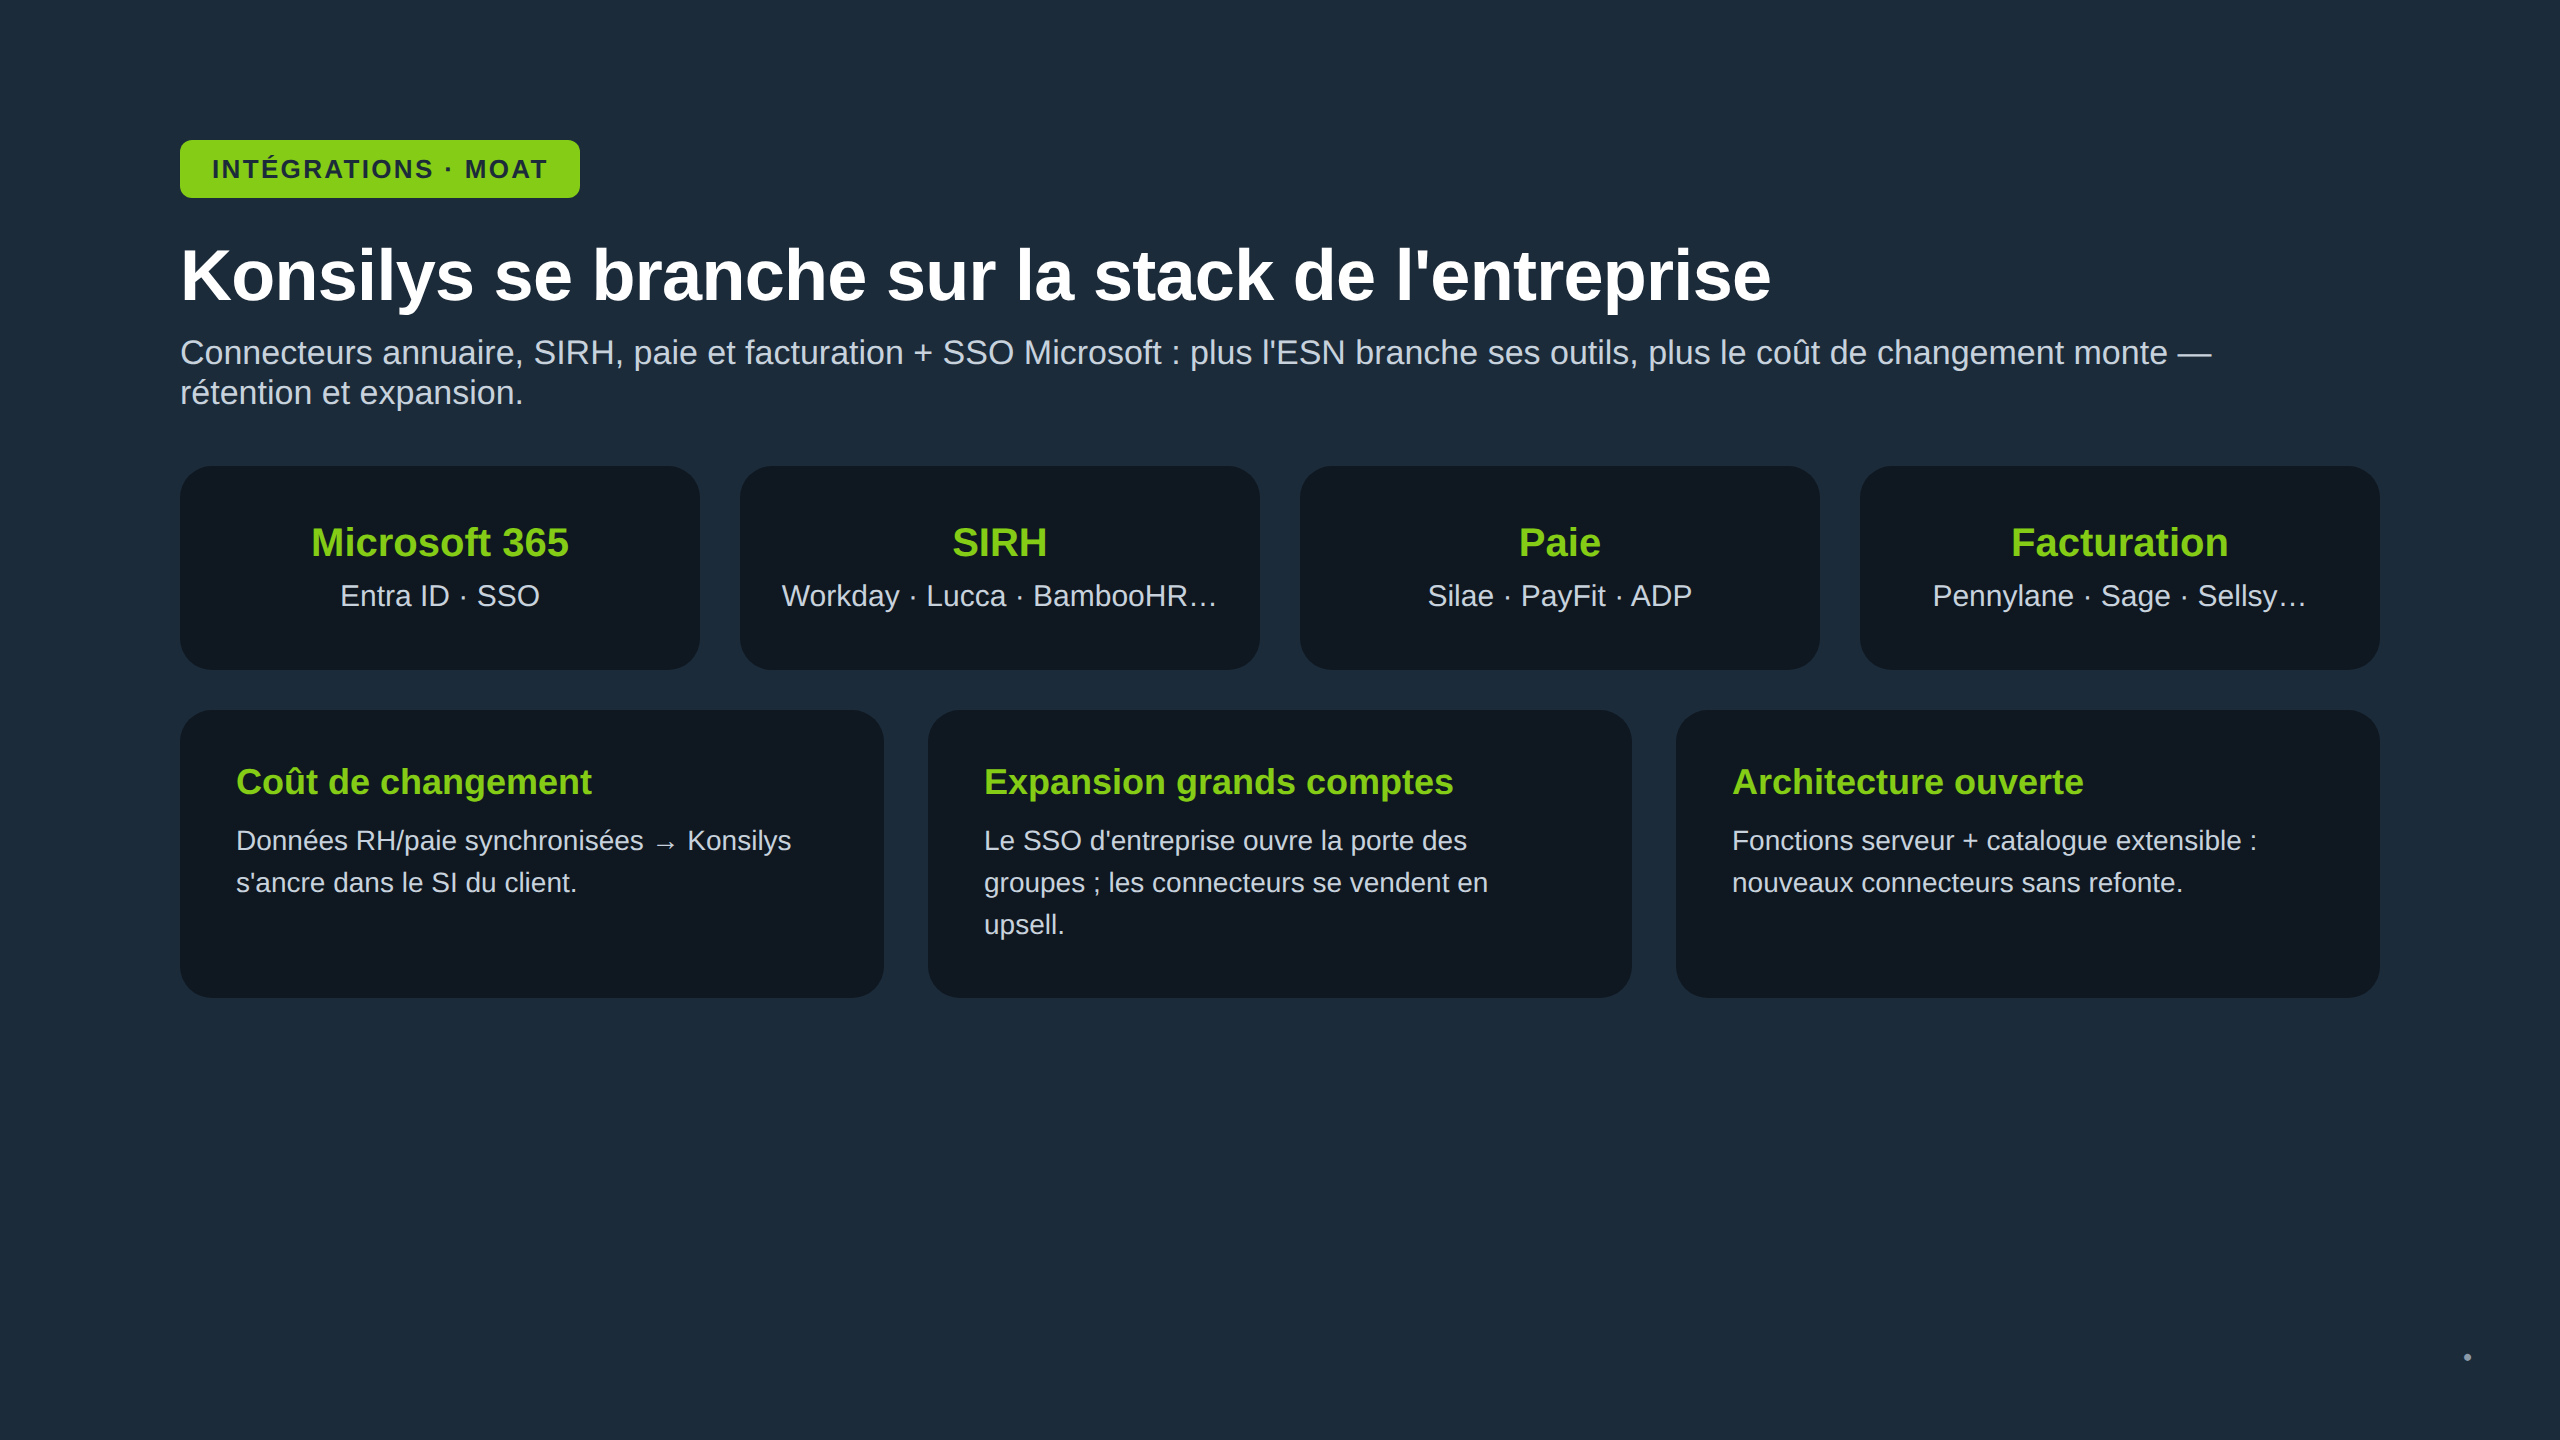 INTÉGRATIONS · MOAT
Konsilys se branche sur la stack de l'entreprise
Connecteurs annuaire, SIRH, paie et facturation + SSO Microsoft : plus l'ESN branche ses outils, plus le coût de changement monte —
rétention et expansion.
Microsoft 365
Entra ID · SSO
SIRH
Workday · Lucca · BambooHR…
Paie
Silae · PayFit · ADP
Facturation
Pennylane · Sage · Sellsy…
Coût de changement
Données RH/paie synchronisées → Konsilys
s'ancre dans le SI du client.
Expansion grands comptes
Le SSO d'entreprise ouvre la porte des
groupes ; les connecteurs se vendent en
upsell.
Architecture ouverte
Fonctions serveur + catalogue extensible :
nouveaux connecteurs sans refonte.
•